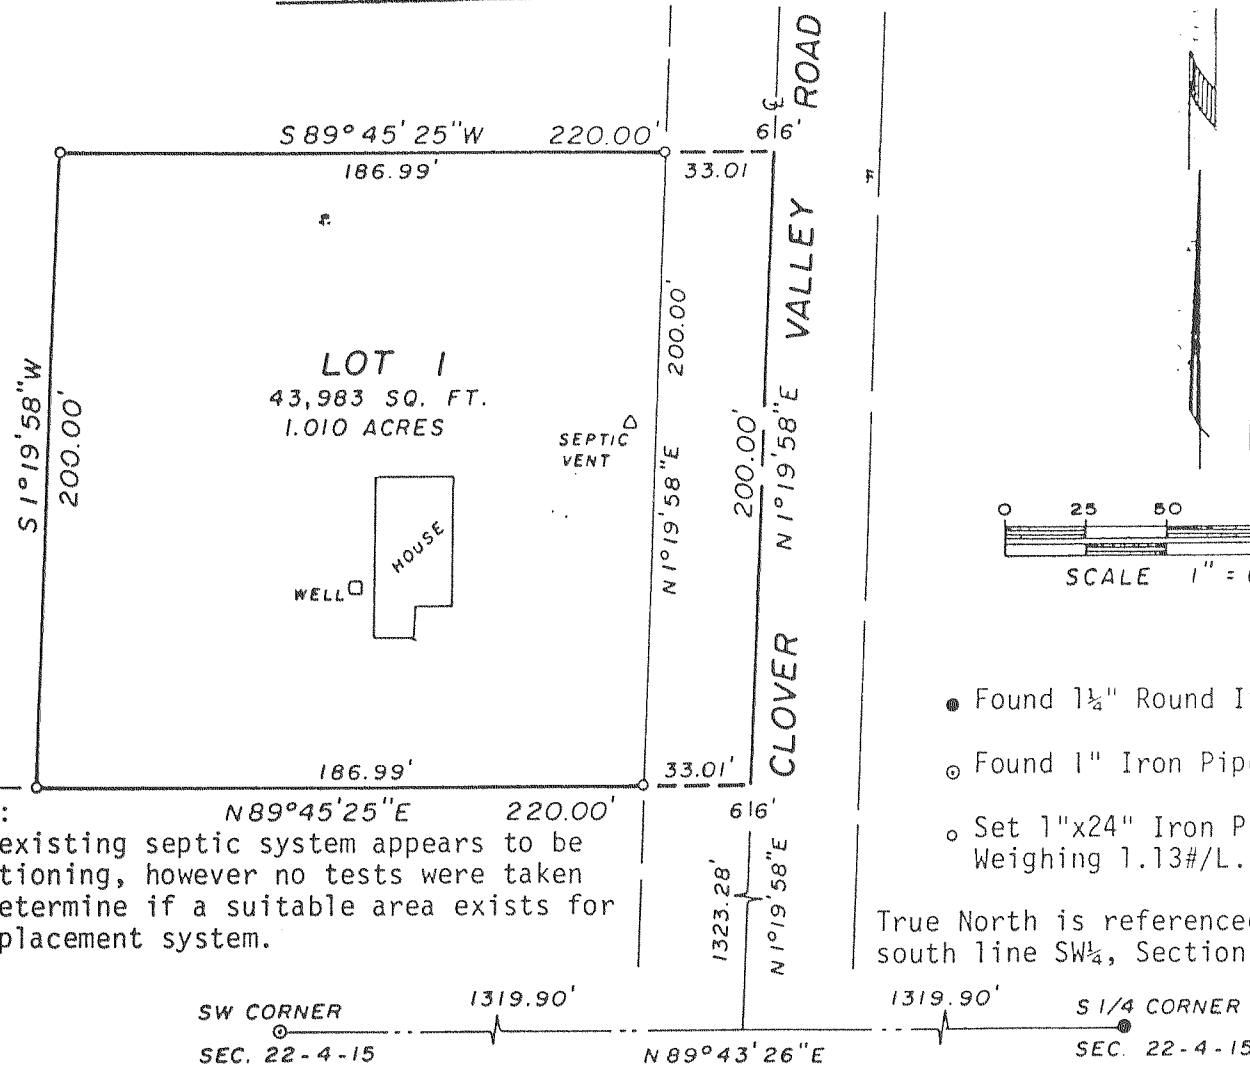 S 89° 45' 25" W 220.00'
186.99'
33.01
66'
CLOVER VALLEY ROAD
℄
S 1° 19' 58" W
200.00'
LOT 1
43,983 SQ. FT.
1.010 ACRES
SEPTIC
VENT
HOUSE
WELL
200.00'
N 1° 19' 58" E
200.00'
N 1° 19' 58" E
186.99'
33.01'
N 89° 45' 25" E 220.00'
66'
:
existing septic system appears to be
tioning, however no tests were taken
etermine if a suitable area exists for
placement system.
1323.28'
N 1° 19' 58" E
0 25 50
SCALE 1" =
Found 1¼" Round I
Found 1" Iron Pipe
Set 1"x24" Iron P
Weighing 1.13#/L.
True North is referenced
south line SW¼, Section
SW CORNER
SEC. 22-4-15
1319.90'
N 89° 43' 26" E
1319.90'
S 1/4 CORNER
SEC. 22-4-15